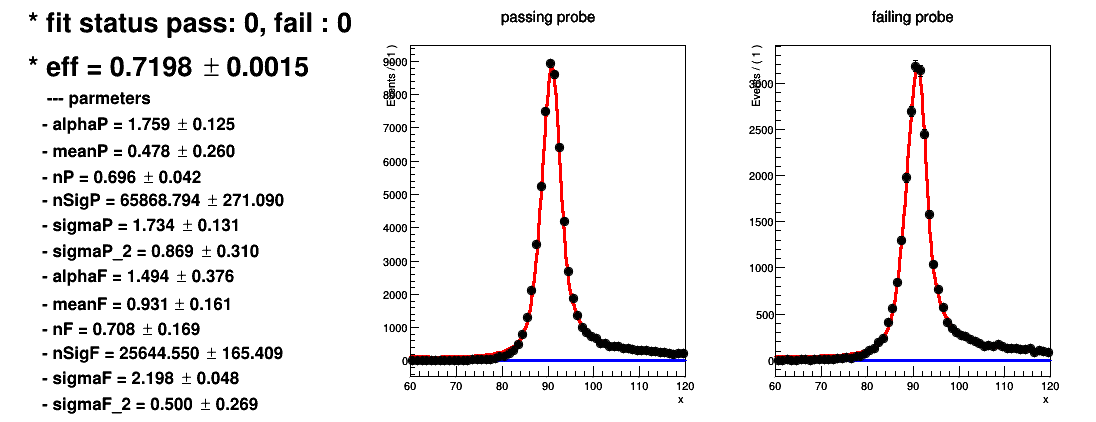 * fit status pass: 0, fail : 0
* eff = 0.7198 ± 0.0015
--- parmeters
- alphaP = 1.759 ± 0.125
- meanP = 0.478 ± 0.260
- nP = 0.696 ± 0.042
- nSigP = 65868.794 ± 271.090
- sigmaP = 1.734 ± 0.131
- sigmaP_2 = 0.869 ± 0.310
- alphaF = 1.494 ± 0.376
- meanF = 0.931 ± 0.161
- nF = 0.708 ± 0.169
- nSigF = 25644.550 ± 165.409
- sigmaF = 2.198 ± 0.048
- sigmaF_2 = 0.500 ± 0.269
passing probe
Events / ( 1 )
9000
8000
7000
6000
5000
4000
3000
2000
1000
0
60 70 80 90 100 110 120
x
failing probe
Events / ( 1 )
3000
2500
2000
1500
1000
500
0
60 70 80 90 100 110 120
x